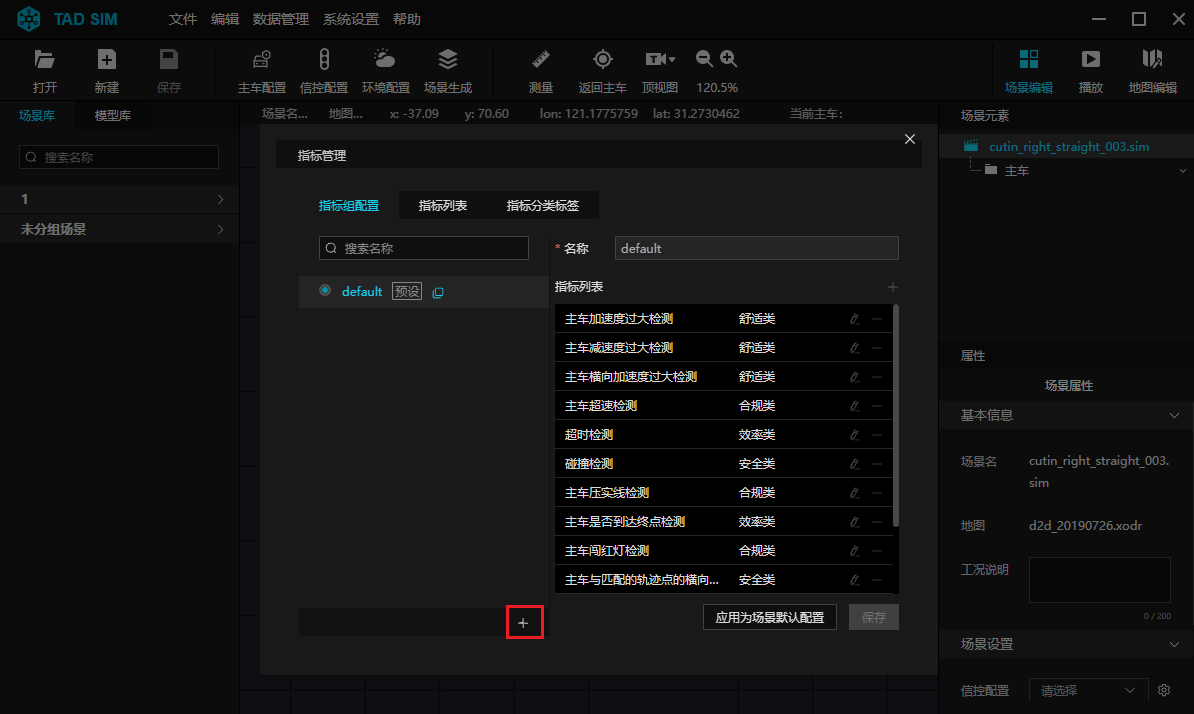 TAD SIM 文件 编辑 数据管理 系统设置 帮助
打开 新建 保存 主车配置 信控配置 环境配置 场景生成 测量 返回主车 顶视图 120.5% 场景编辑 播放 地图编辑
场景库 模型库
场景名... 地图... x: -37.09 y: 70.60 lon: 121.1775759 lat: 31.2730462 当前主车:
搜索名称
1
未分组场景
指标管理
指标组配置 指标列表 指标分类标签
搜索名称
default 预设
* 名称 default
指标列表
主车加速度过大检测 舒适类
主车减速度过大检测 舒适类
主车横向加速度过大检测 舒适类
主车超速检测 合规类
超时检测 效率类
碰撞检测 安全类
主车压实线检测 合规类
主车是否到达终点检测 效率类
主车闯红灯检测 合规类
主车与匹配的轨迹点的横向... 安全类
应用为场景默认配置 保存
场景元素
cutin_right_straight_003.sim
主车
属性
场景属性
基本信息
场景名 cutin_right_straight_003.
sim
地图 d2d_20190726.xodr
工况说明
0 / 200
场景设置
信控配置 请选择